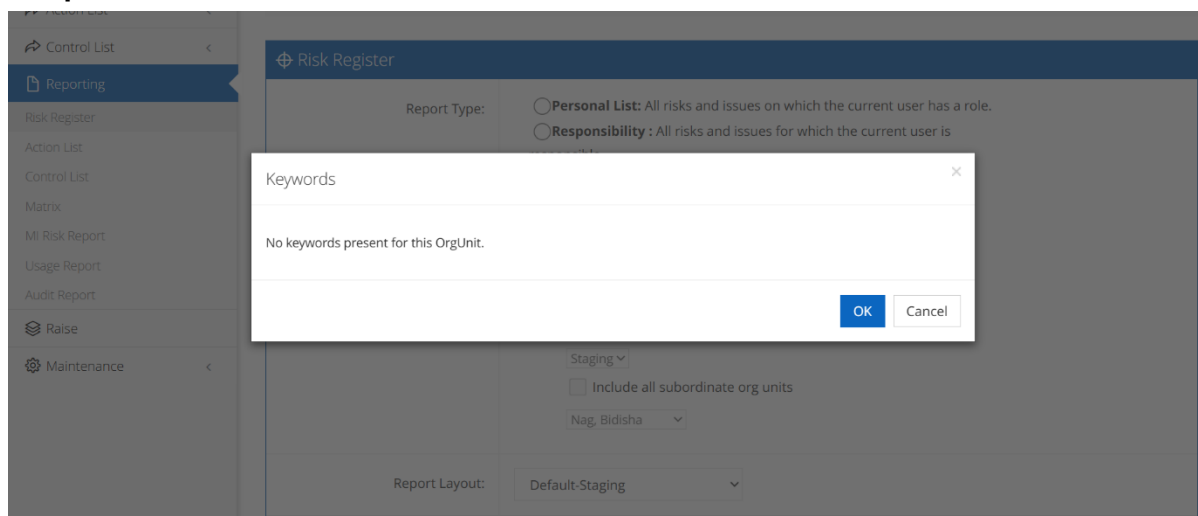 Action List
Control List
Reporting
Risk Register
Action List
Control List
Matrix
MI Risk Report
Usage Report
Audit Report
Raise
Maintenance
Risk Register
Report Type:
Personal List: All risks and issues on which the current user has a role.
Responsibility : All risks and issues for which the current user is
Keywords
×
No keywords present for this OrgUnit.
OK
Cancel
Staging
Include all subordinate org units
Nag, Bidisha
Report Layout:
Default-Staging